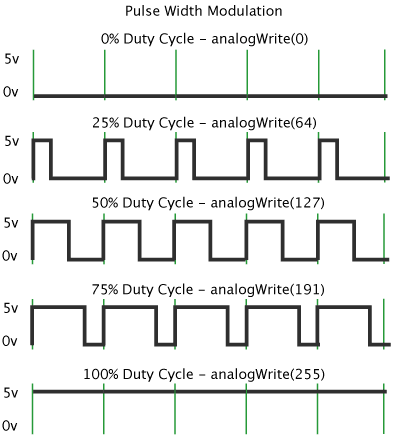 Pulse Width Modulation
0% Duty Cycle - analogWrite(0)
5v
0v
25% Duty Cycle - analogWrite(64)
5v
0v
50% Duty Cycle - analogWrite(127)
5v
0v
75% Duty Cycle - analogWrite(191)
5v
0v
100% Duty Cycle - analogWrite(255)
5v
0v